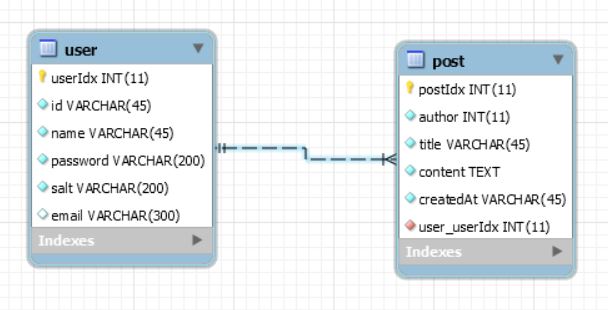 user
userIdx INT(11)
id VARCHAR(45)
name VARCHAR(45)
password VARCHAR(200)
salt VARCHAR(200)
email VARCHAR(300)
Indexes
post
postIdx INT(11)
author INT(11)
title VARCHAR(45)
content TEXT
createdAt VARCHAR(45)
user_userIdx INT(11)
Indexes